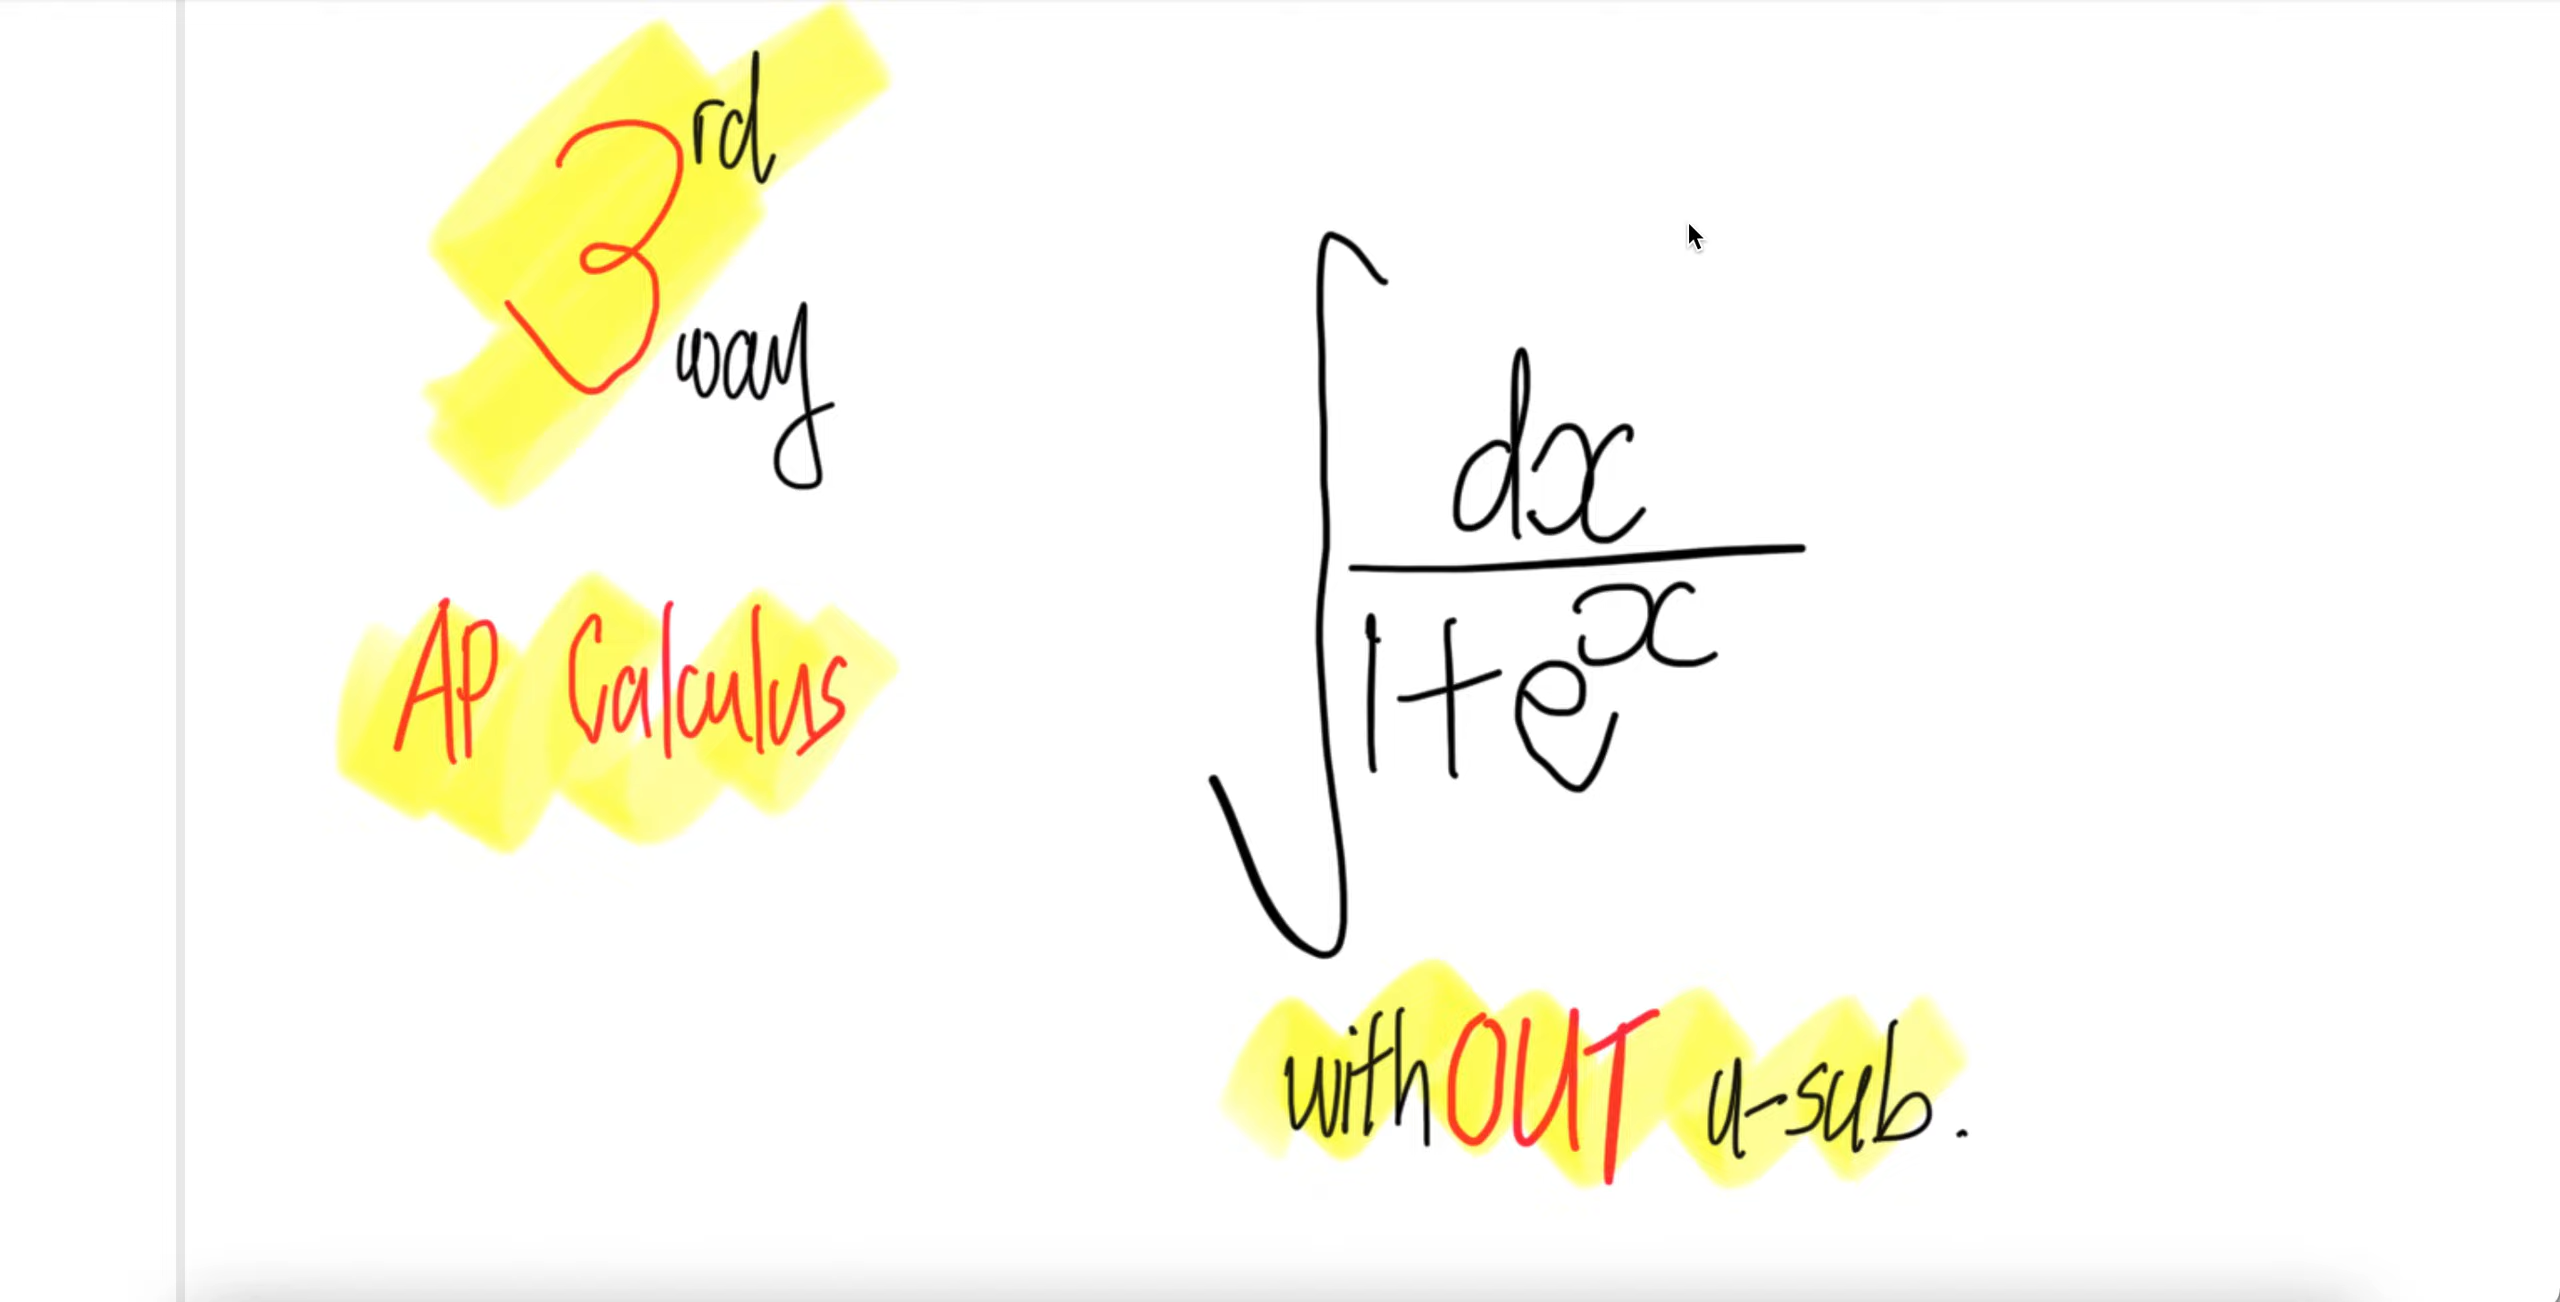 3rd
way
AP Calculus
∫ dx
1+e^x
withOUT u-sub.